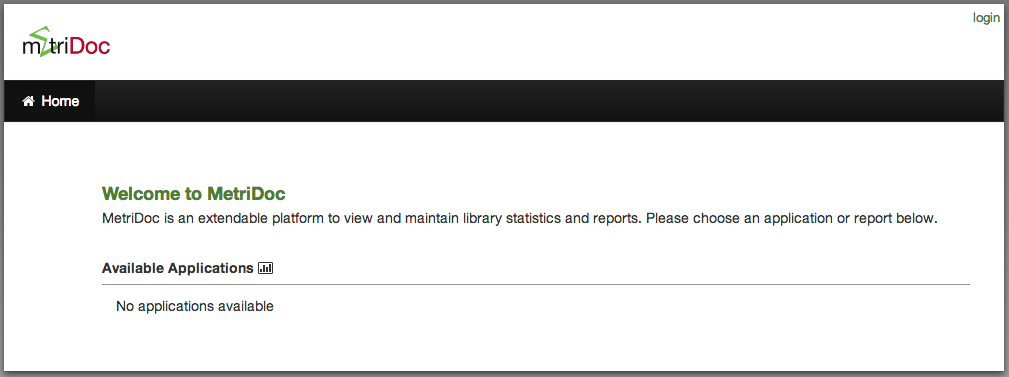 login
metriDoc
Home
Welcome to MetriDoc
MetriDoc is an extendable platform to view and maintain library statistics and reports. Please choose an application or report below.
Available Applications
No applications available